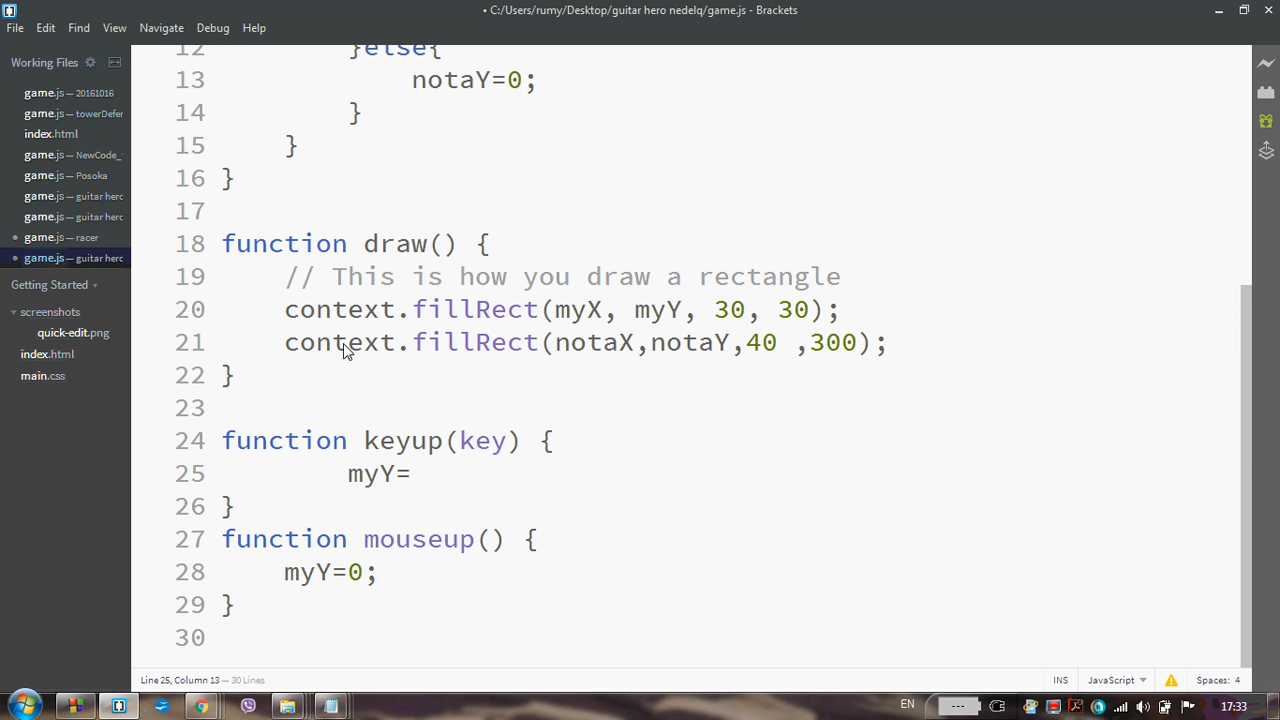 • C:/Users/rumy/Desktop/guitar hero nedelq/game.js - Brackets
File Edit Find View Navigate Debug Help
Working Files
game.js — 20161016
game.js — towerDefer
index.html
game.js — NewCode_
game.js — Posoka
game.js — guitar hero
game.js — guitar hero
• game.js — racer
• game.js — guitar hero
Getting Started
screenshots
quick-edit.png
index.html
main.css
12 }else{
13 notaY=0;
14 }
15 }
16 }
17
18 function draw() {
19 // This is how you draw a rectangle
20 context.fillRect(myX, myY, 30, 30);
21 context.fillRect(notaX,notaY,40 ,300);
22 }
23
24 function keyup(key) {
25 myY=
26 }
27 function mouseup() {
28 myY=0;
29 }
30
Line 25, Column 13 — 30 Lines
INS JavaScript Spaces: 4
EN --- 17:33